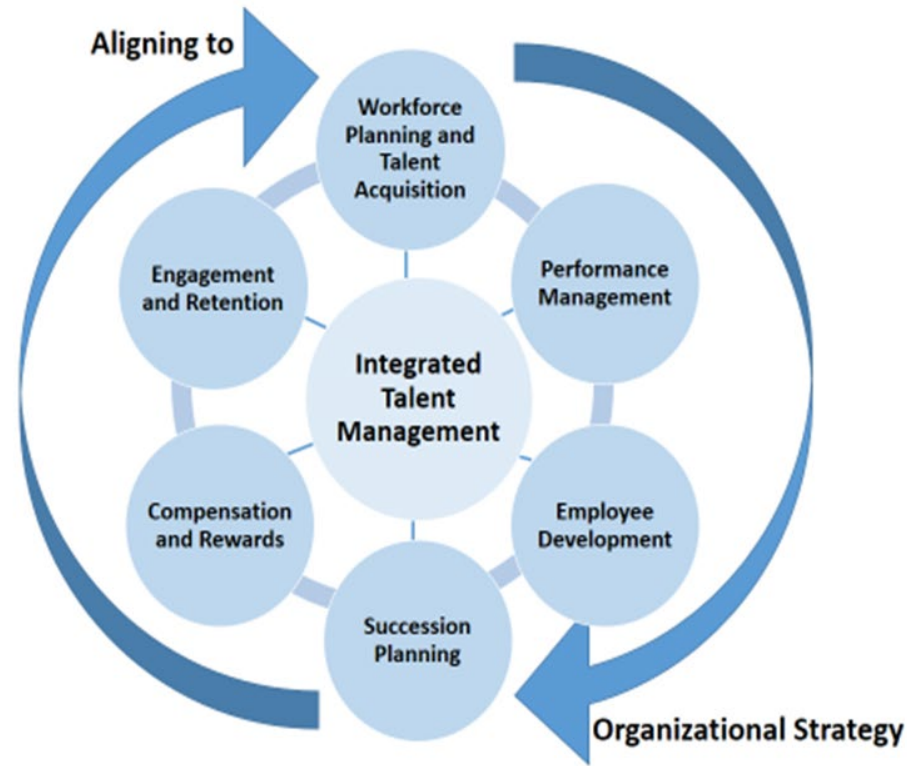 Aligning to
Workforce
Planning and
Talent
Acquisition
Performance
Management
Employee
Development
Succession
Planning
Compensation
and Rewards
Engagement
and Retention
Integrated
Talent
Management
Organizational Strategy